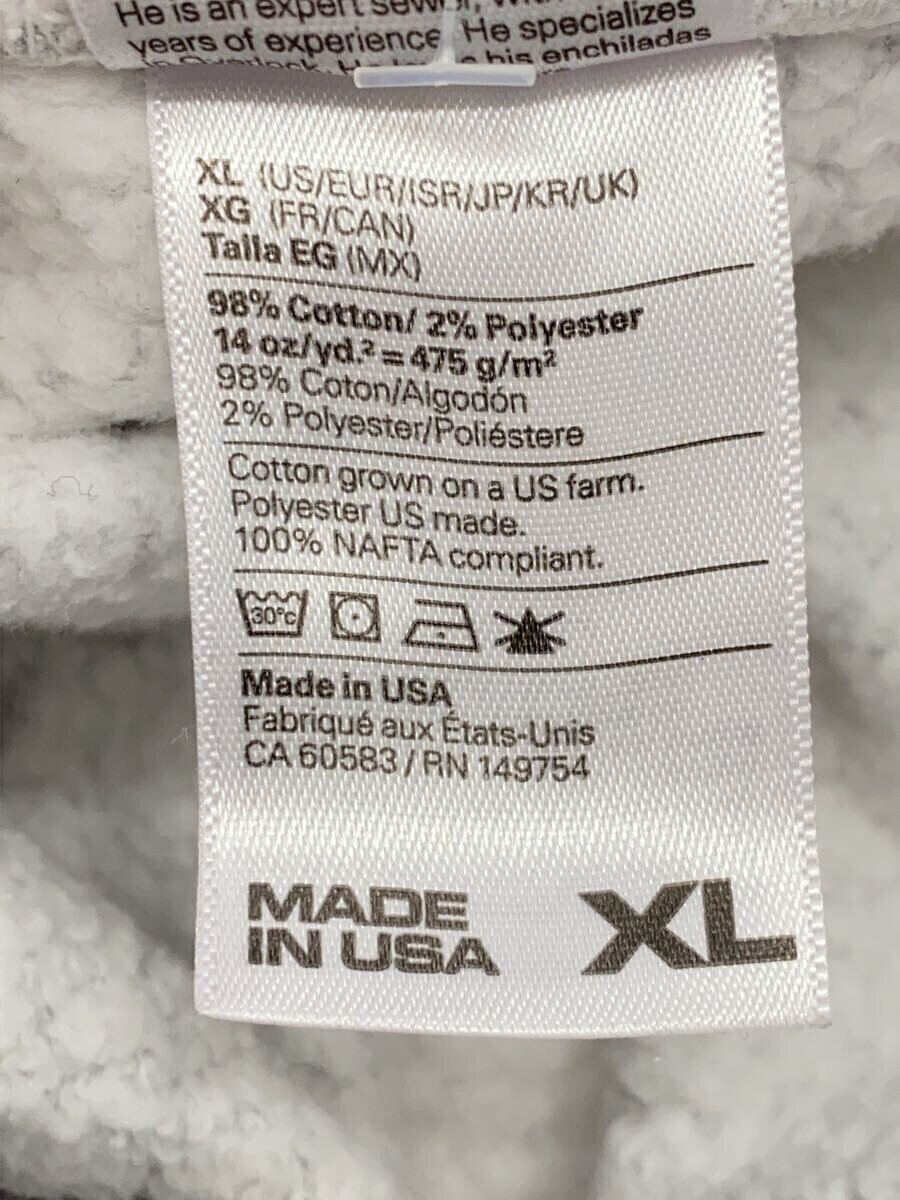 He is an expert sewer, with
years of experience. He specializes
in Overlock. his enchiladas
XL (US/EUR/ISR/JP/KR/UK)
XG (FR/CAN)
Talla EG (MX)
98% Cotton/ 2% Polyester
14 oz/yd.² = 475 g/m²
98% Coton/Algodón
2% Polyester/Poliéstere
Cotton grown on a US farm.
Polyester US made.
100% NAFTA compliant.
30°C
Made in USA
Fabriqué aux États-Unis
CA 60583 / RN 149754
MADE
IN USA
XL